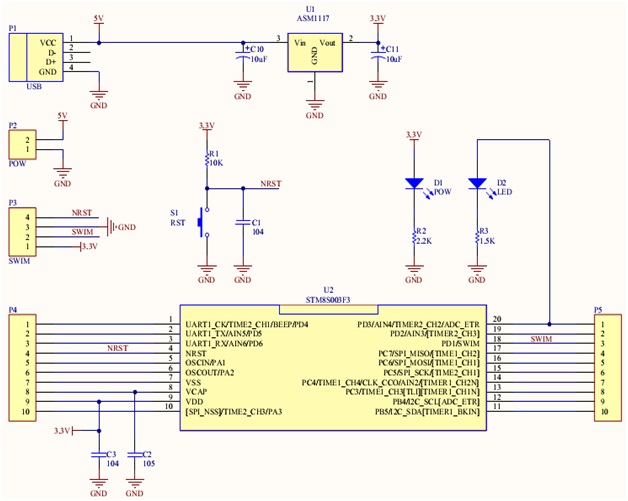 U1
ASM1117
P1
5V
3.3V
VCC 1
D- 2
D+ 3
GND 4
USB
C10
10uF
3 Vin Vout 2
GND
1
C11
10uF
GND
GND
GND
GND
P2
5V
2
1
POW
GND
P3
4 NRST
3 GND
2 SWIM
1 3.3V
SWIM
3.3V
R1
10K
NRST
S1
RST
C1
104
GND
GND
3.3V
D1
POW
D2
LED
R2
2.2K
R3
1.5K
GND
GND
U2
STM8S003F3
P4
P5
1 1 UART1_CK/TIME2_CH1/BEEP/PD4 PD3/AIN4/TIMER2_CH2/ADC_ETR 20 1
2 2 UART1_TX/AIN5/PD5 PD2/AIN3/[TIMER2_CH3] 19 2
3 3 UART1_RX/AIN6/PD6 PD1/SWIM 18 SWIM 3
4 NRST 4 NRST PC7/SPI_MISO/[TIME1_CH2] 17 4
5 5 OSCIN/PA1 PC6/SPI_MOSI/[TIME1_CH1] 16 5
6 6 OSCOUT/PA2 PC5/SPI_SCK/[TIME2_CH1] 15 6
7 7 VSS PC4/TIME1_CH4/CLK_CCO/AIN2/[TIMER1_CH2N] 14 7
8 8 VCAP PC3/TIME1_CH3[TLI][TIMER1_CH1N] 13 8
9 9 VDD PB4/I2C_SCL[ADC_ETR] 12 9
10 10 [SPI_NSS]/TIME2_CH3/PA3 PB5/I2C_SDA[TIMER1_BKIN] 11 10
3.3V
C3
104
C2
105
GND
GND